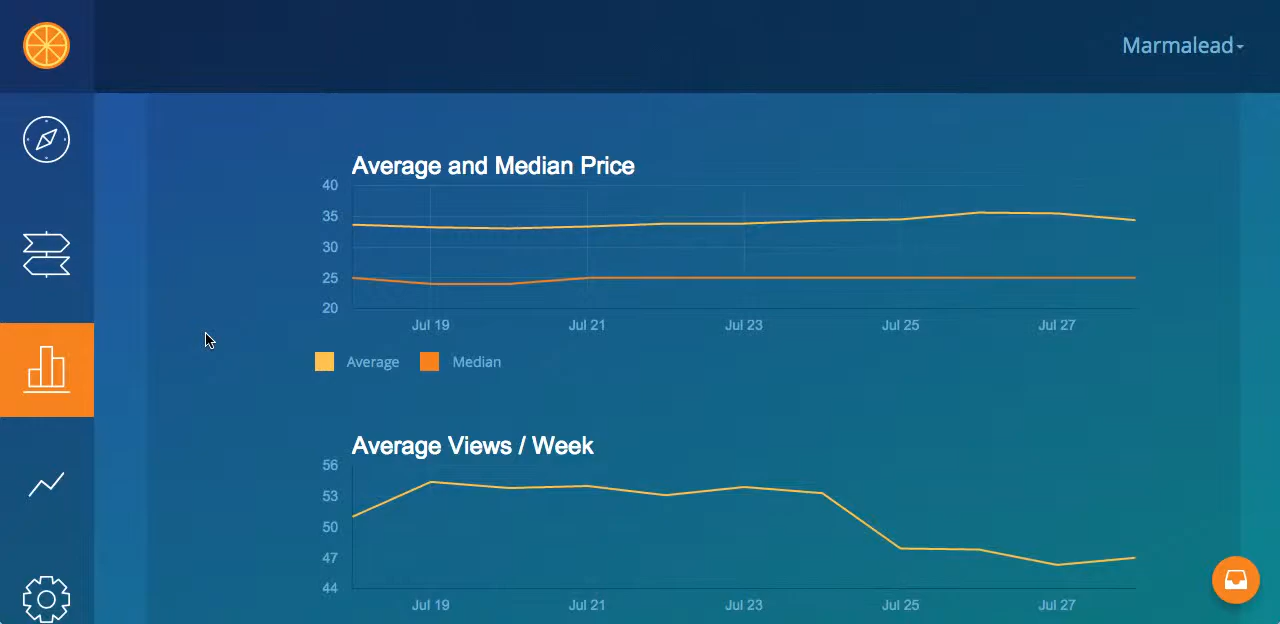 Marmalead
Average and Median Price
40
35
30
25
20
Jul 19 Jul 21 Jul 23 Jul 25 Jul 27
Average Median
Average Views / Week
56
53
50
47
44
Jul 19 Jul 21 Jul 23 Jul 25 Jul 27